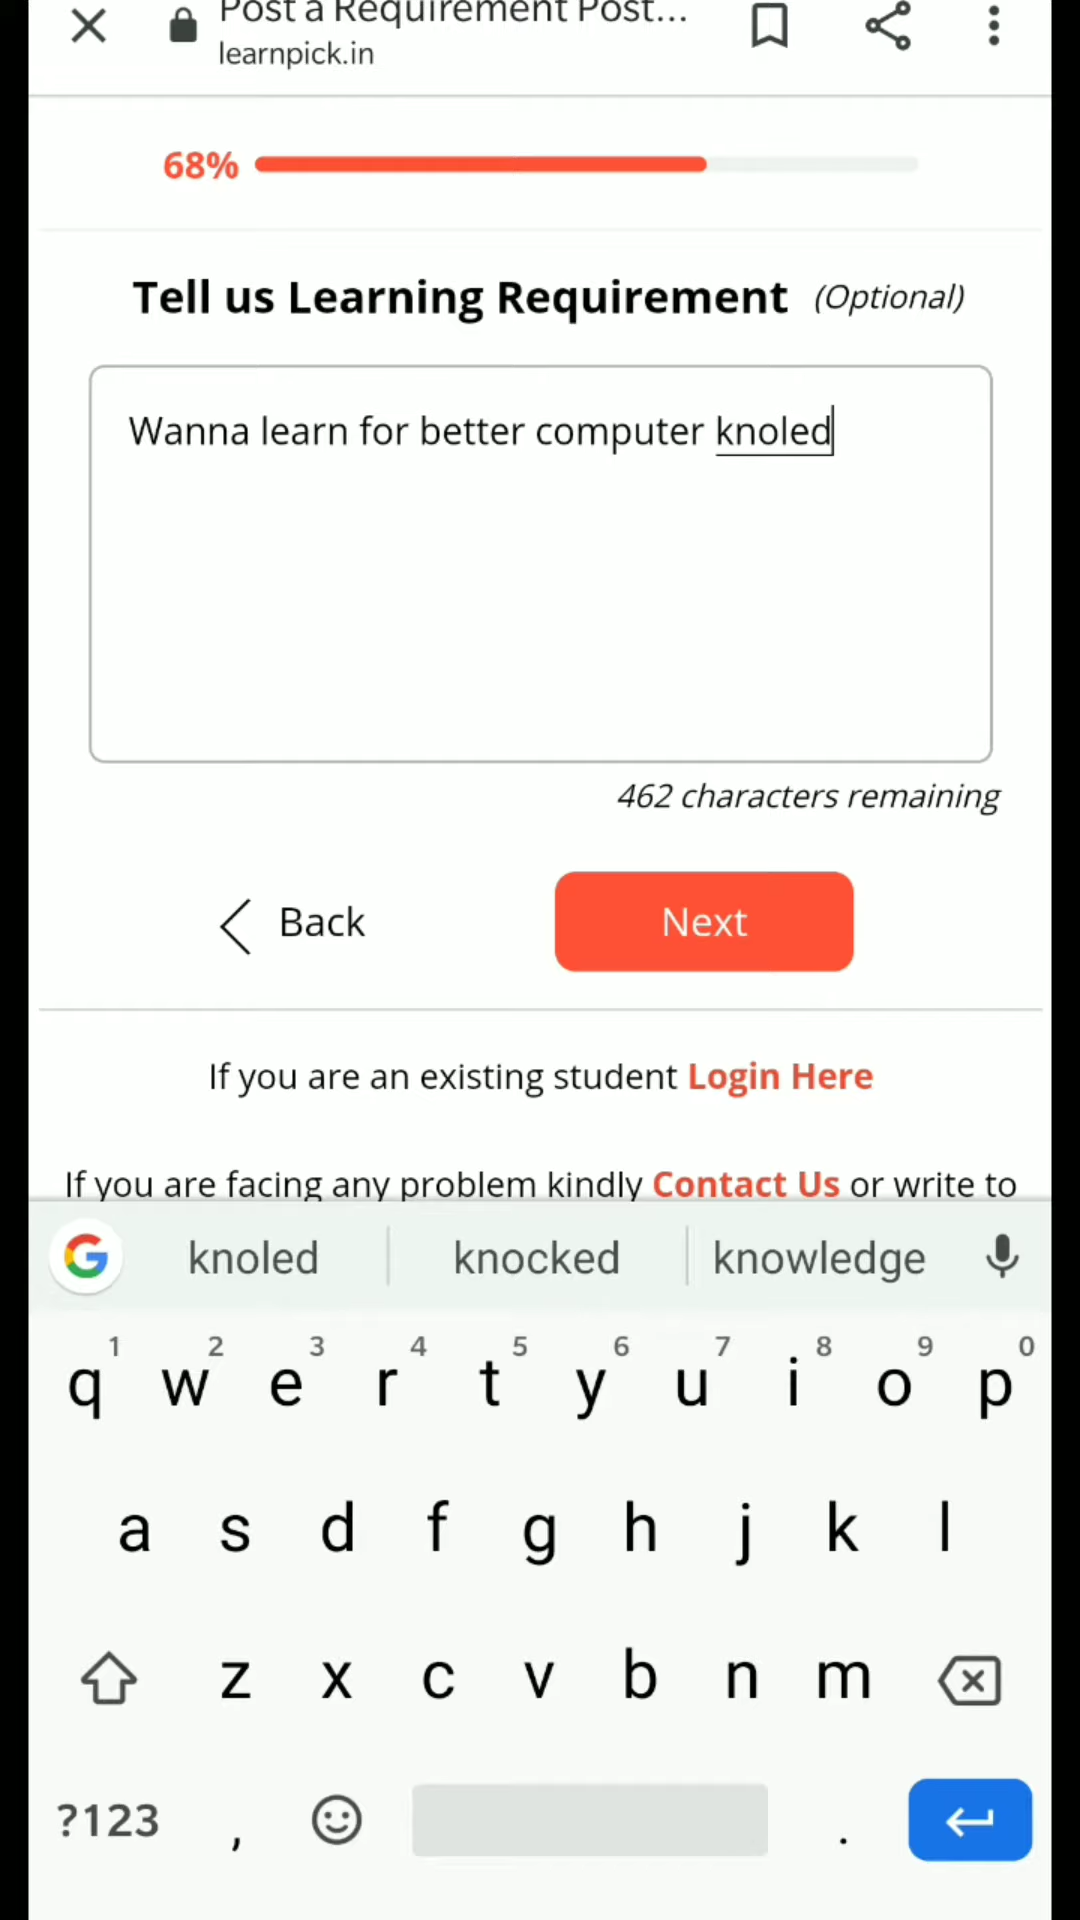 Post a Requirement Post...
learnpick.in
68%
Tell us Learning Requirement (Optional)
Wanna learn for better computer knoled
462 characters remaining
Back Next
If you are an existing student Login Here
If you are facing any problem kindly Contact Us or write to
knoled knocked knowledge
1 2 3 4 5 6 7 8 9 0
q w e r t y u i o p
a s d f g h j k l
z x c v b n m
?123 , .